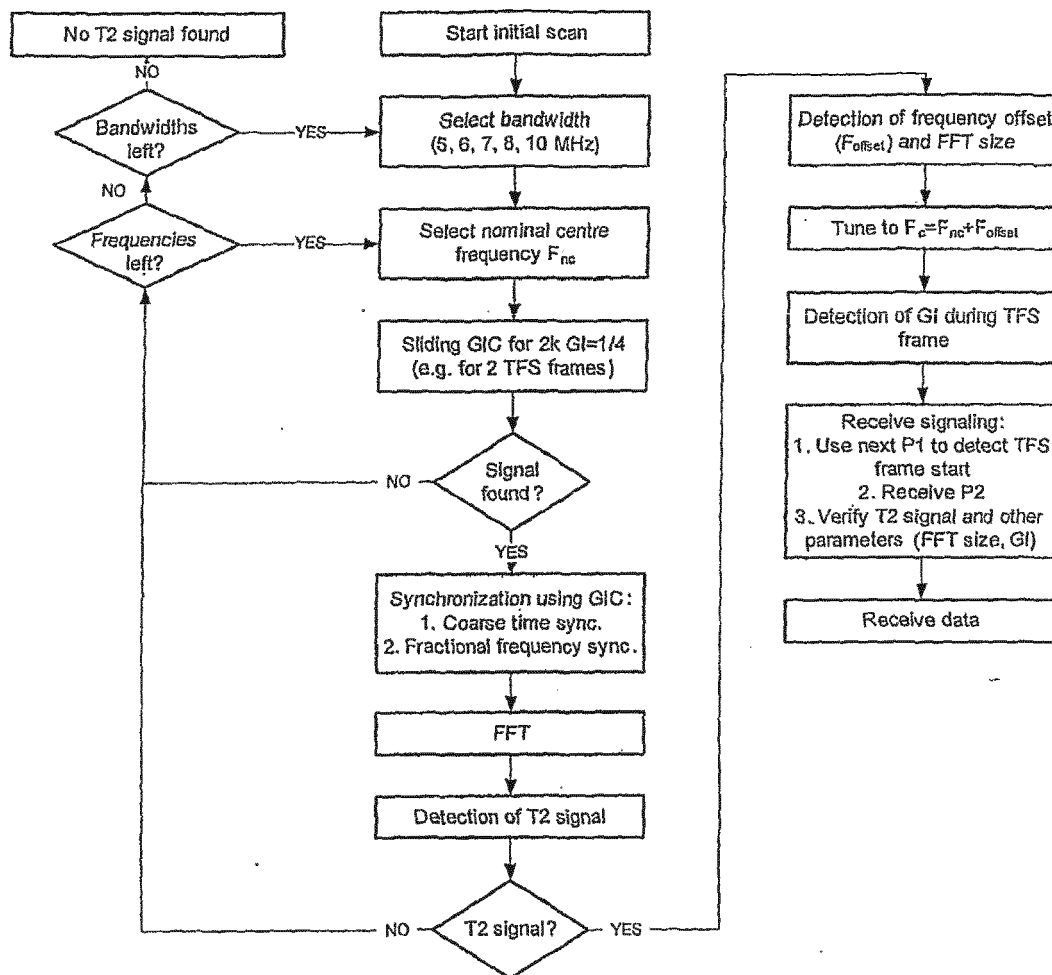 No T2 signal found
NO
Bandwidths
left?
YES
NO
Frequencies
left?
YES
Start initial scan
Select bandwidth
(5, 6, 7, 8, 10 MHz)
Select nominal centre
frequency Fnc
Sliding GIC for 2k GI=1/4
(e.g. for 2 TFS frames)
Signal
found?
NO
YES
Synchronization using GIC:
1. Coarse time sync.
2. Fractional frequency sync.
FFT
Detection of T2 signal
T2 signal?
NO
YES
Detection of frequency offset
(Foffset) and FFT size
Tune to Fc=Fnc+Foffset
Detection of GI during TFS
frame
Receive signaling:
1. Use next P1 to detect TFS
frame start
2. Receive P2
3. Verify T2 signal and other
parameters (FFT size, GI)
Receive data